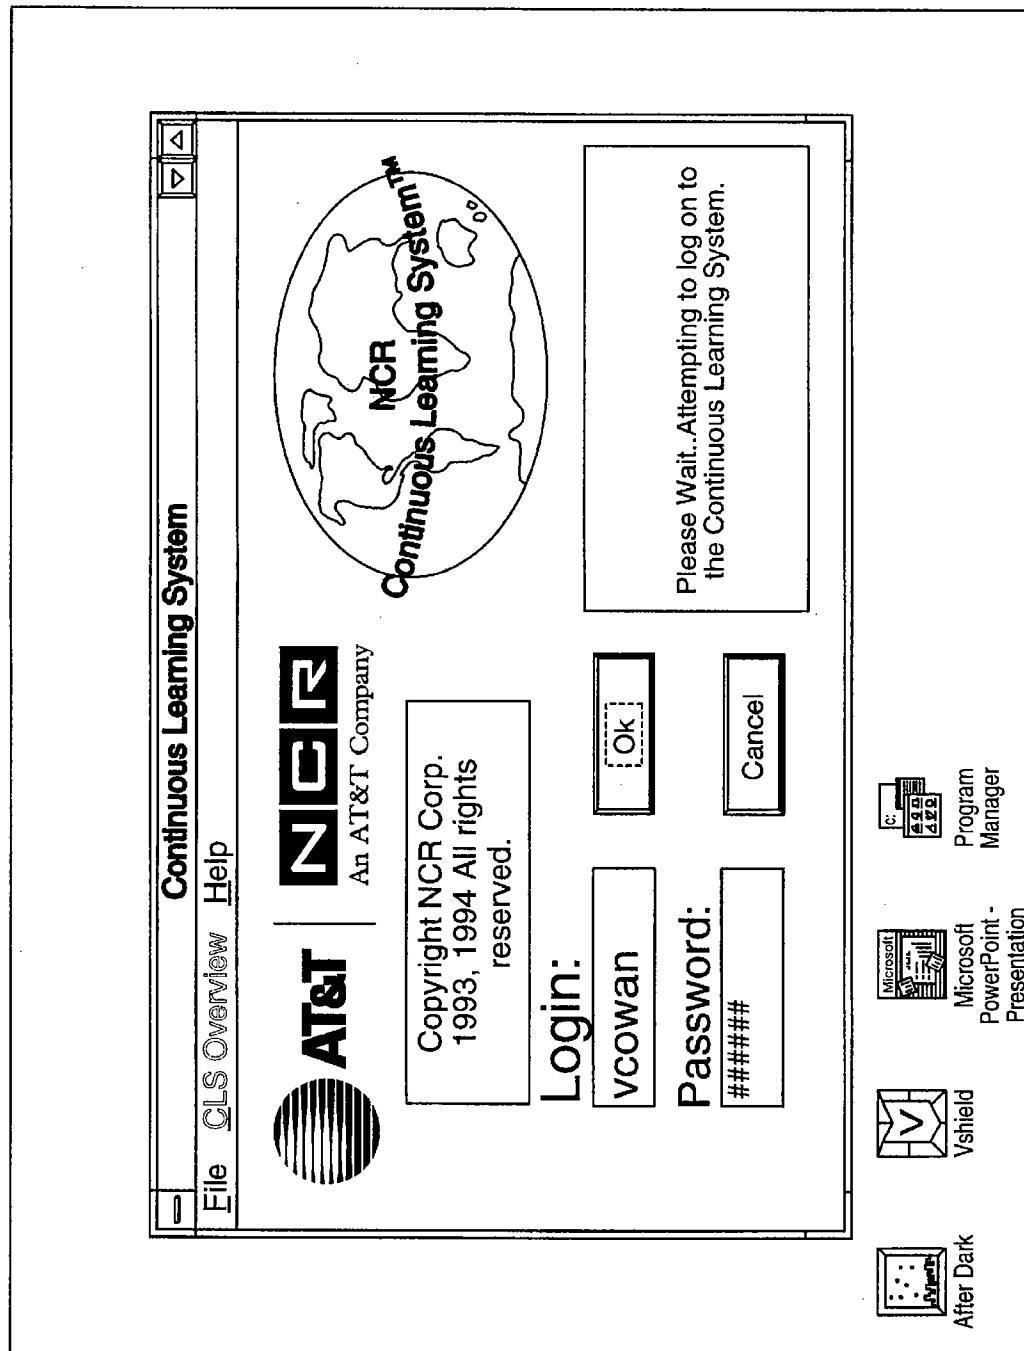 Continuous Learning System
File CLS Overview Help
AT&T
NCR
An AT&T Company
NCR
Continuous Learning System™
Copyright NCR Corp.
1993, 1994 All rights
reserved.
Login:
vcowan
Ok
Password:
######
Cancel
Please Wait..Attempting to log on to
the Continuous Learning System.
After Dark
V
Vshield
Microsoft
Microsoft
PowerPoint -
Presentation
c:
Program
Manager